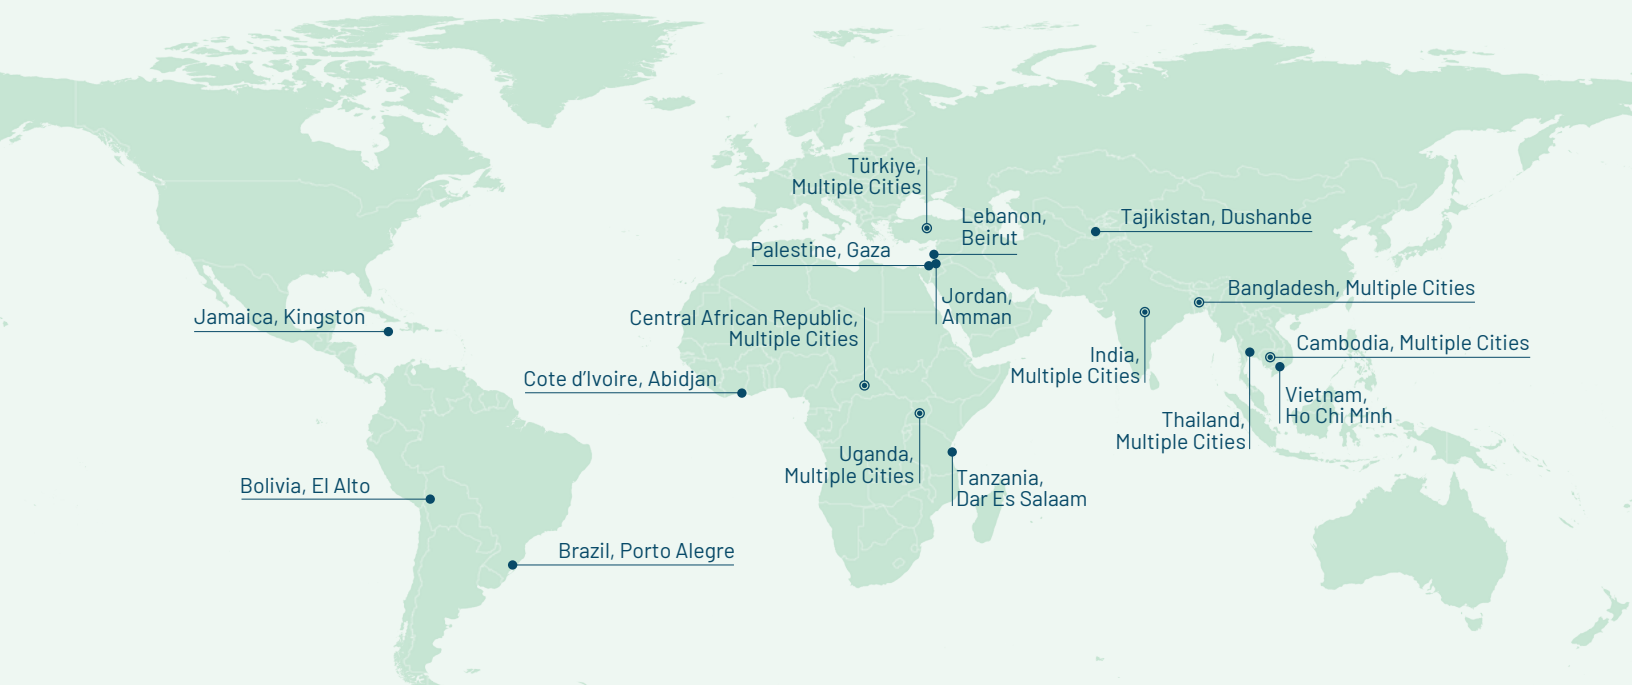 Türkiye,
Multiple Cities
Lebanon,
Beirut
Tajikistan, Dushanbe
Palestine, Gaza
Jordan,
Amman
Bangladesh, Multiple Cities
Jamaica, Kingston
Central African Republic,
Multiple Cities
India,
Multiple Cities
Cambodia, Multiple Cities
Cote d’Ivoire, Abidjan
Vietnam,
Ho Chi Minh
Thailand,
Multiple Cities
Uganda,
Multiple Cities
Tanzania,
Dar Es Salaam
Bolivia, El Alto
Brazil, Porto Alegre